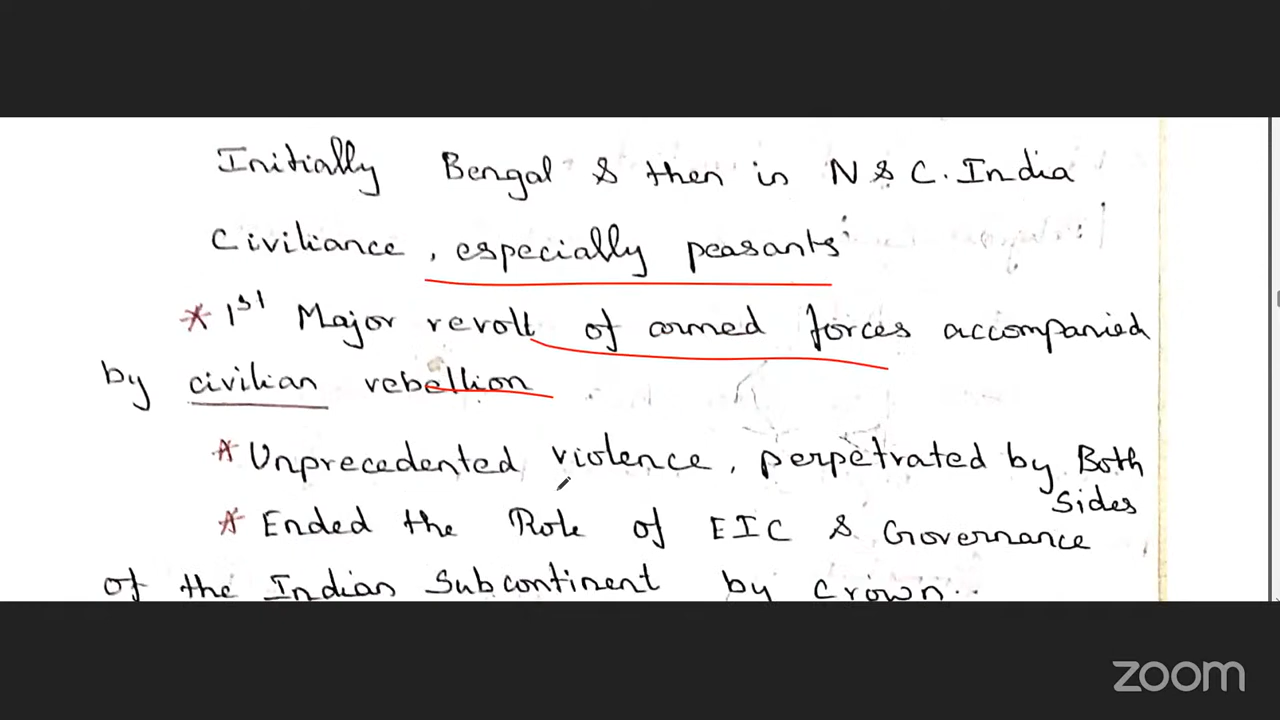 Initially Bengal & then in N & C. India
Civiliance, especially peasants
* 1st Major revolt of armed forces accompanied
by civilian rebellion
* Unprecedented violence, perpetrated by Both
Sides
* Ended the Role of EIC & Governance
of the Indian Subcontinent by Crown..
zoom